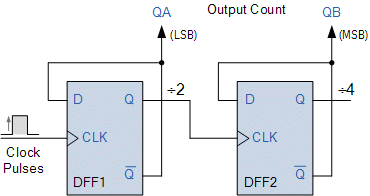 QA Output Count QB
(LSB) (MSB)
D Q ÷2 D Q ÷4
CLK CLK
Clock Pulses
Q Q
DFF1 DFF2